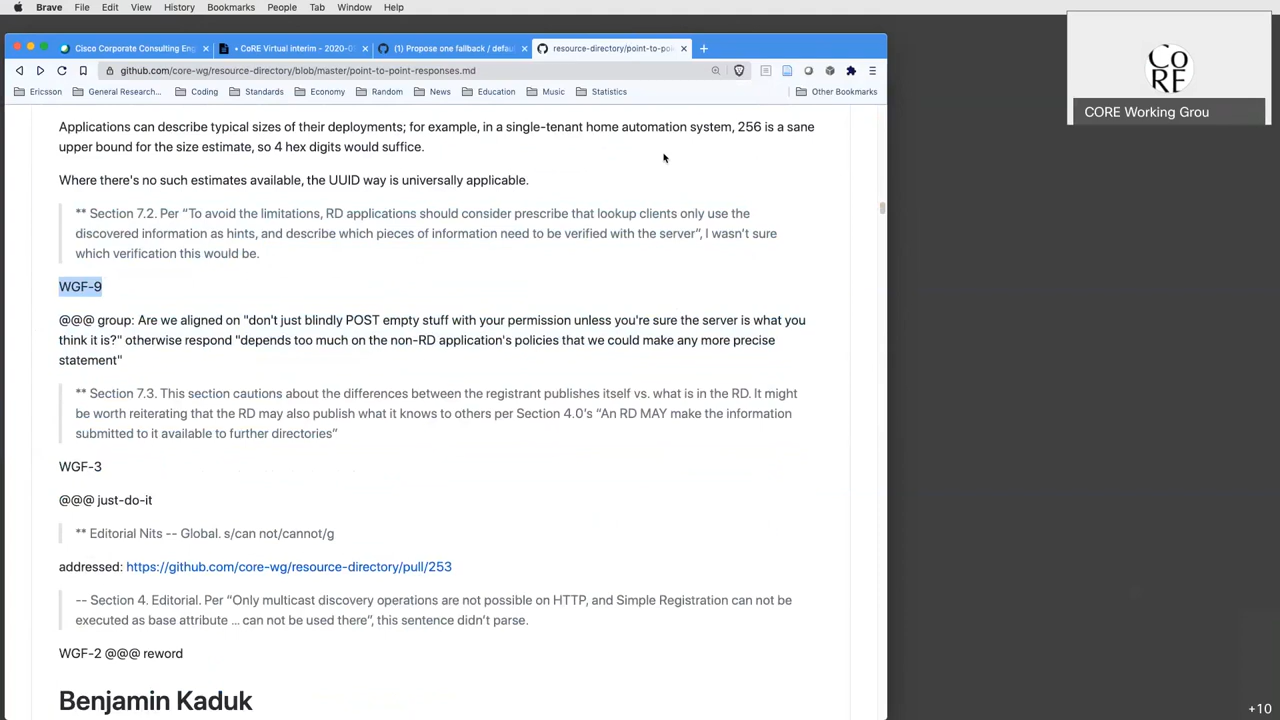 Brave File Edit View History Bookmarks People Tab Window Help
Cisco Corporate Consulting Eng
• CoRE Virtual interim - 2020-0
(1) Propose one fallback / defau
resource-directory/point-to-poi
github.com/core-wg/resource-directory/blob/master/point-to-point-responses.md
Ericsson General Research... Coding Standards Economy Random News Education Music Statistics Other Bookmarks
CORE
CORE Working Grou
Applications can describe typical sizes of their deployments; for example, in a single-tenant home automation system, 256 is a sane
upper bound for the size estimate, so 4 hex digits would suffice.
Where there's no such estimates available, the UUID way is universally applicable.
** Section 7.2. Per “To avoid the limitations, RD applications should consider prescribe that lookup clients only use the
discovered information as hints, and describe which pieces of information need to be verified with the server”, I wasn't sure
which verification this would be.
WGF-9
@@@ group: Are we aligned on "don't just blindly POST empty stuff with your permission unless you're sure the server is what you
think it is?" otherwise respond "depends too much on the non-RD application's policies that we could make any more precise
statement"
** Section 7.3. This section cautions about the differences between the registrant publishes itself vs. what is in the RD. It might
be worth reiterating that the RD may also publish what it knows to others per Section 4.0's “An RD MAY make the information
submitted to it available to further directories”
WGF-3
@@@ just-do-it
** Editorial Nits -- Global. s/can not/cannot/g
addressed: https://github.com/core-wg/resource-directory/pull/253
-- Section 4. Editorial. Per “Only multicast discovery operations are not possible on HTTP, and Simple Registration can not be
executed as base attribute … can not be used there”, this sentence didn't parse.
WGF-2 @@@ reword
Benjamin Kaduk
+10